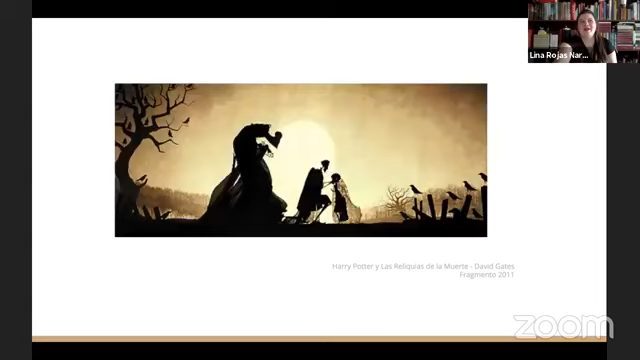 Lina Rojas Nar...
Harry Potter y Las Reliquias de la Muerte - David Gates
Fragmento 2011
zoom